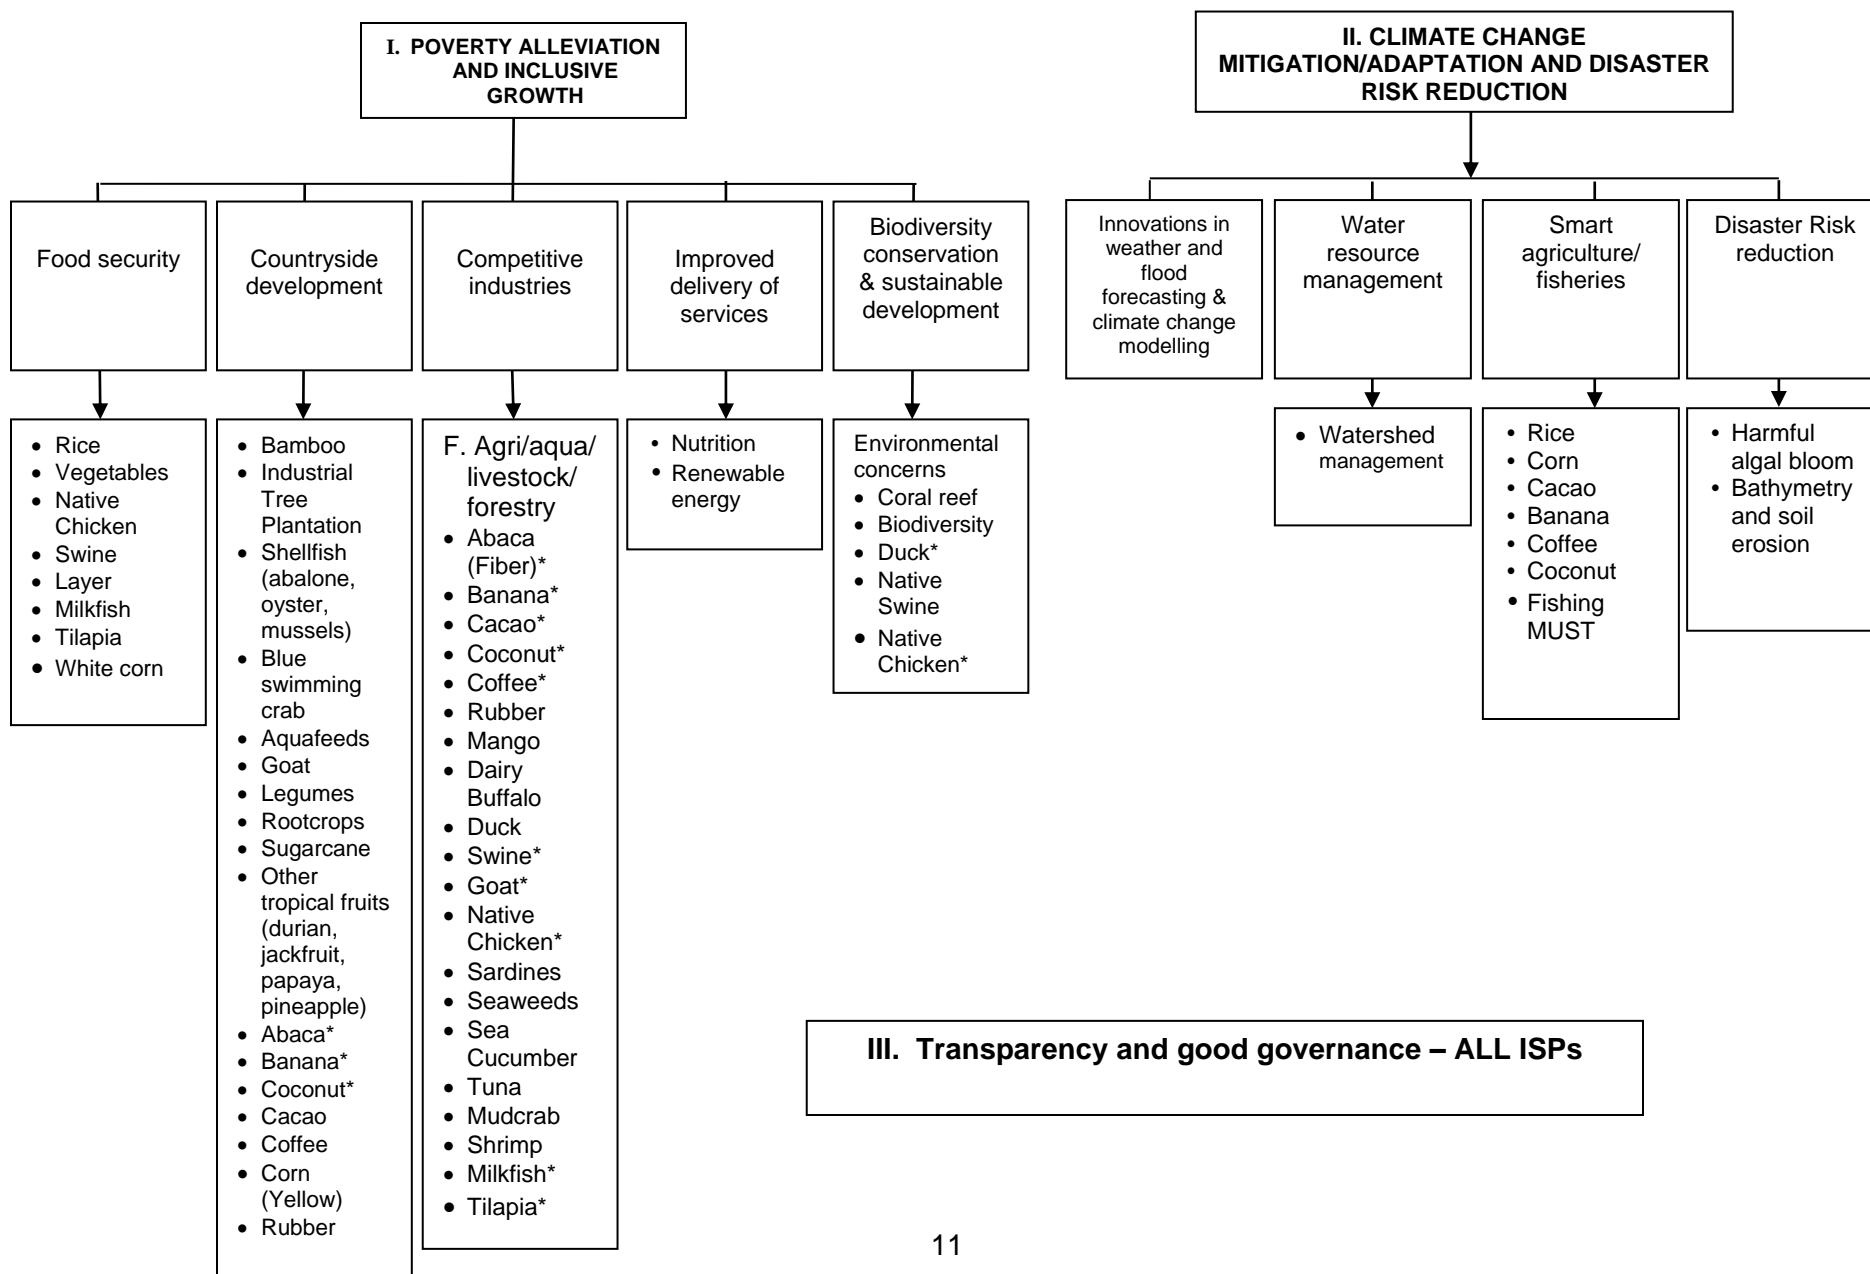 I. POVERTY ALLEVIATION
AND INCLUSIVE
GROWTH
II. CLIMATE CHANGE
MITIGATION/ADAPTATION AND DISASTER
RISK REDUCTION
Food security
Countryside
development
Competitive
industries
Improved
delivery of
services
Biodiversity
conservation
& sustainable
development
Innovations in
weather and
flood
forecasting &
climate change
modelling
Water
resource
management
Smart
agriculture/
fisheries
Disaster Risk
reduction
• Rice
• Vegetables
• Native
Chicken
• Swine
• Layer
• Milkfish
• Tilapia
• White corn
• Bamboo
• Industrial
Tree
Plantation
• Shellfish
(abalone,
oyster,
mussels)
• Blue
swimming
crab
• Aquafeeds
• Goat
• Legumes
• Rootcrops
• Sugarcane
• Other
tropical fruits
(durian,
jackfruit,
papaya,
pineapple)
• Abaca*
• Banana*
• Coconut*
• Cacao
• Coffee
• Corn
(Yellow)
• Rubber
F. Agri/aqua/
livestock/
forestry
• Abaca
(Fiber)*
• Banana*
• Cacao*
• Coconut*
• Coffee*
• Rubber
• Mango
• Dairy
Buffalo
• Duck
• Swine*
• Goat*
• Native
Chicken*
• Sardines
• Seaweeds
• Sea
Cucumber
• Tuna
• Mudcrab
• Shrimp
• Milkfish*
• Tilapia*
• Nutrition
• Renewable
energy
Environmental
concerns
• Coral reef
• Biodiversity
• Duck*
• Native
Swine
• Native
Chicken*
• Watershed
management
• Rice
• Corn
• Cacao
• Banana
• Coffee
• Coconut
• Fishing
MUST
• Harmful
algal bloom
• Bathymetry
and soil
erosion
III. Transparency and good governance – ALL ISPs
11